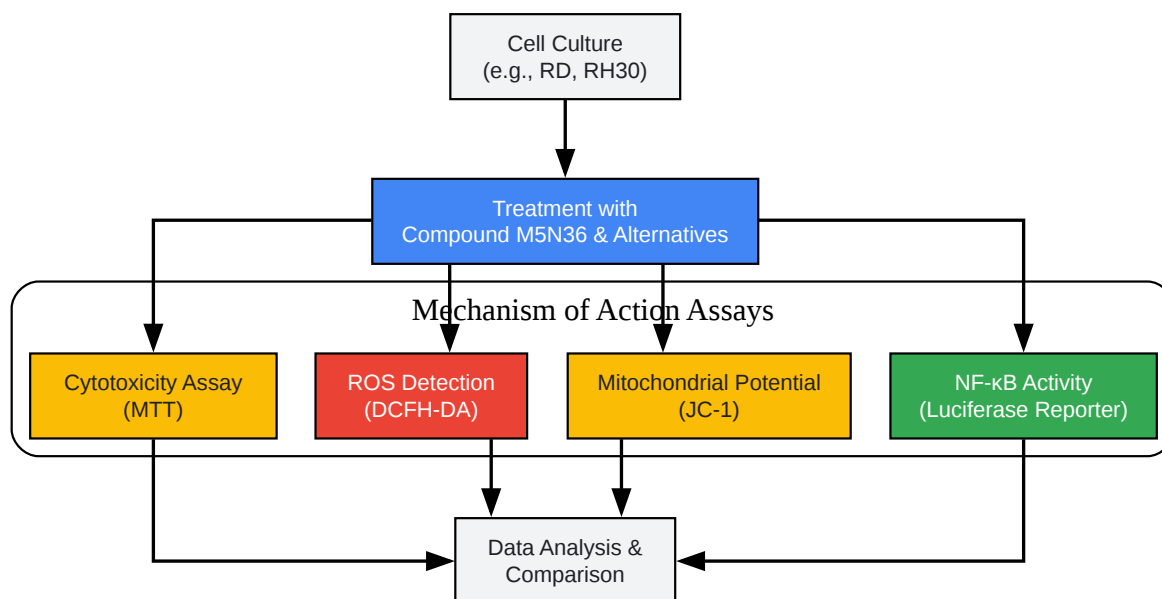 Cell Culture
(e.g., RD, RH30)
Treatment with
Compound M5N36 & Alternatives
Mechanism of Action Assays
Cytotoxicity Assay
(MTT)
ROS Detection
(DCFH-DA)
Mitochondrial Potential
(JC-1)
NF-κB Activity
(Luciferase Reporter)
Data Analysis &
Comparison